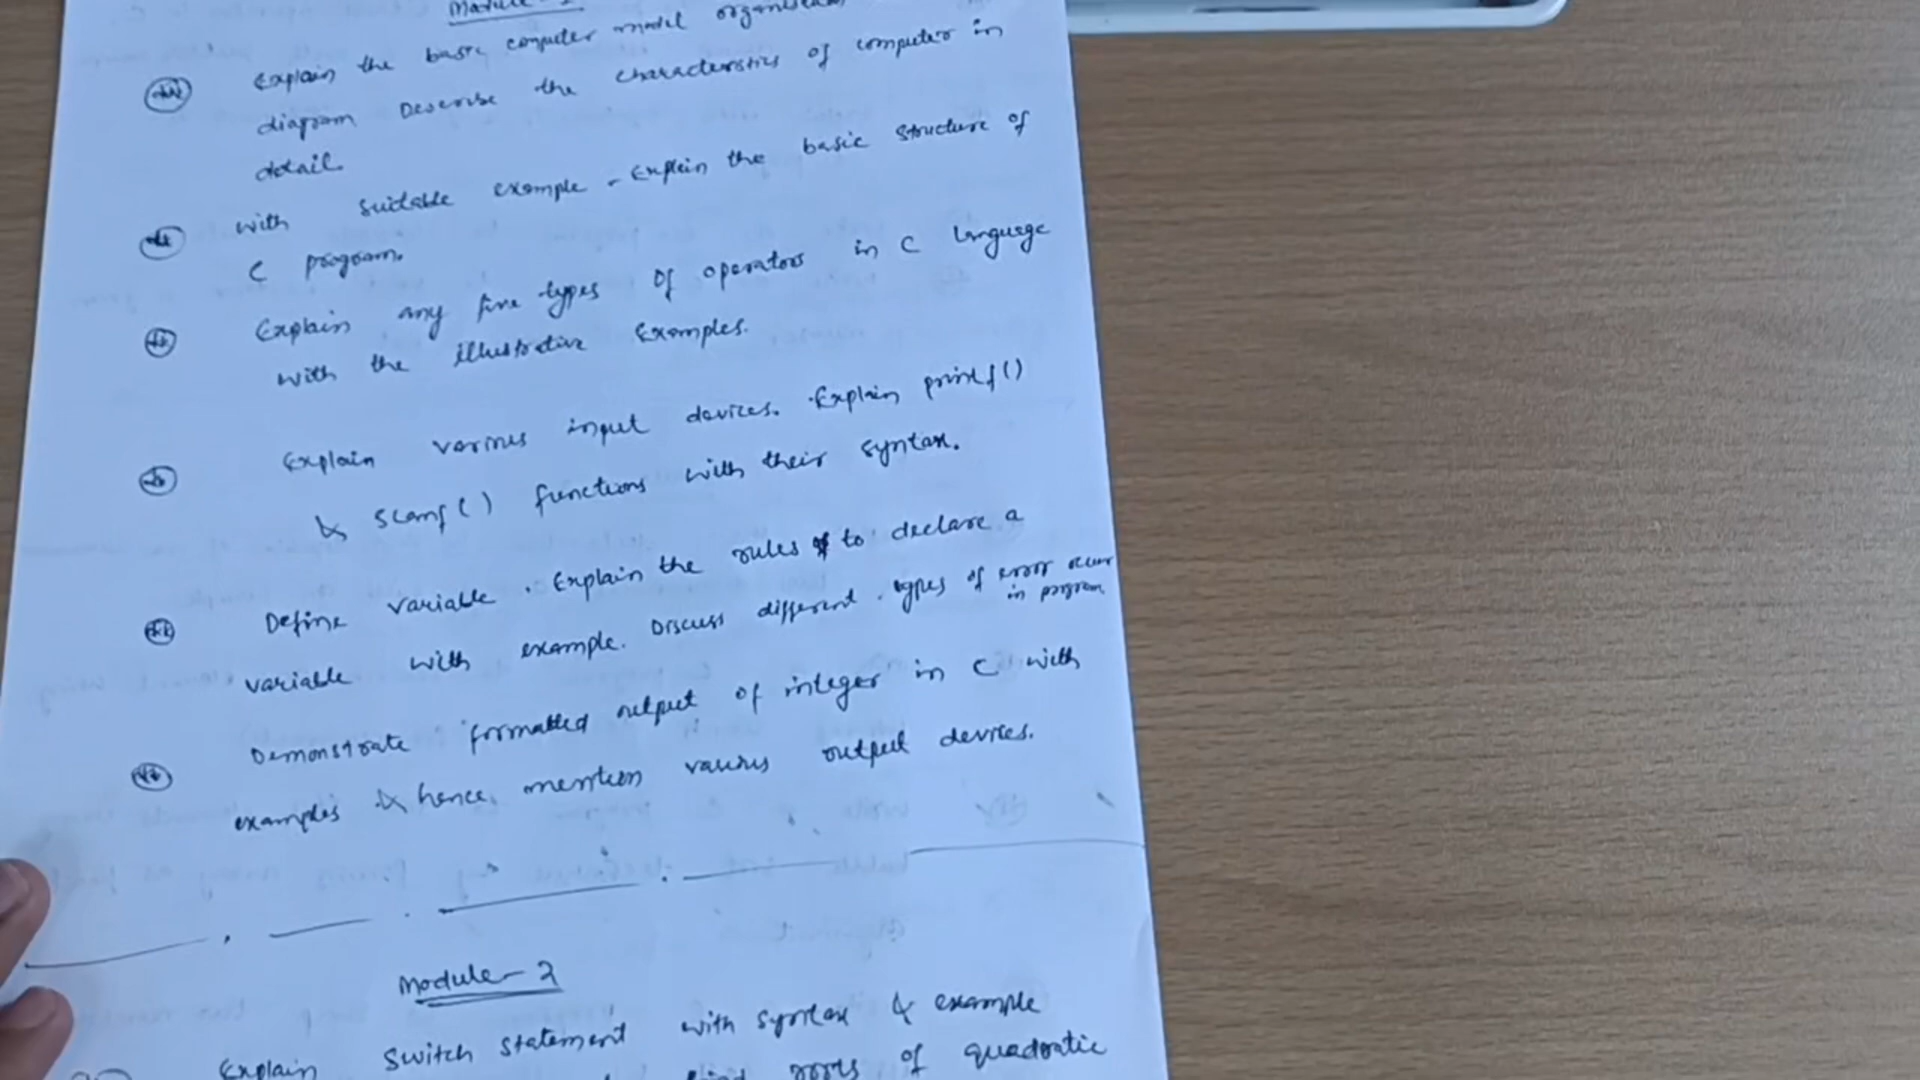 Module-1
Explain the basic computer model organization
diagram Describe the characteristics of computer in
detail.
with suitable example - Explain the basic structure of
C program.
Explain any five types of operators in C language
with the illustrative Examples.
Explain various input devices. Explain printf()
& scanf() functions with their syntax.
Define variable. Explain the rules to declare a
variable with example. Discuss different types of error occur
in program
Demonstrate formatted output of integer in C with
examples & hence mention various output devices.
Module-2
Explain switch statement with syntax & example
roots of quadratic